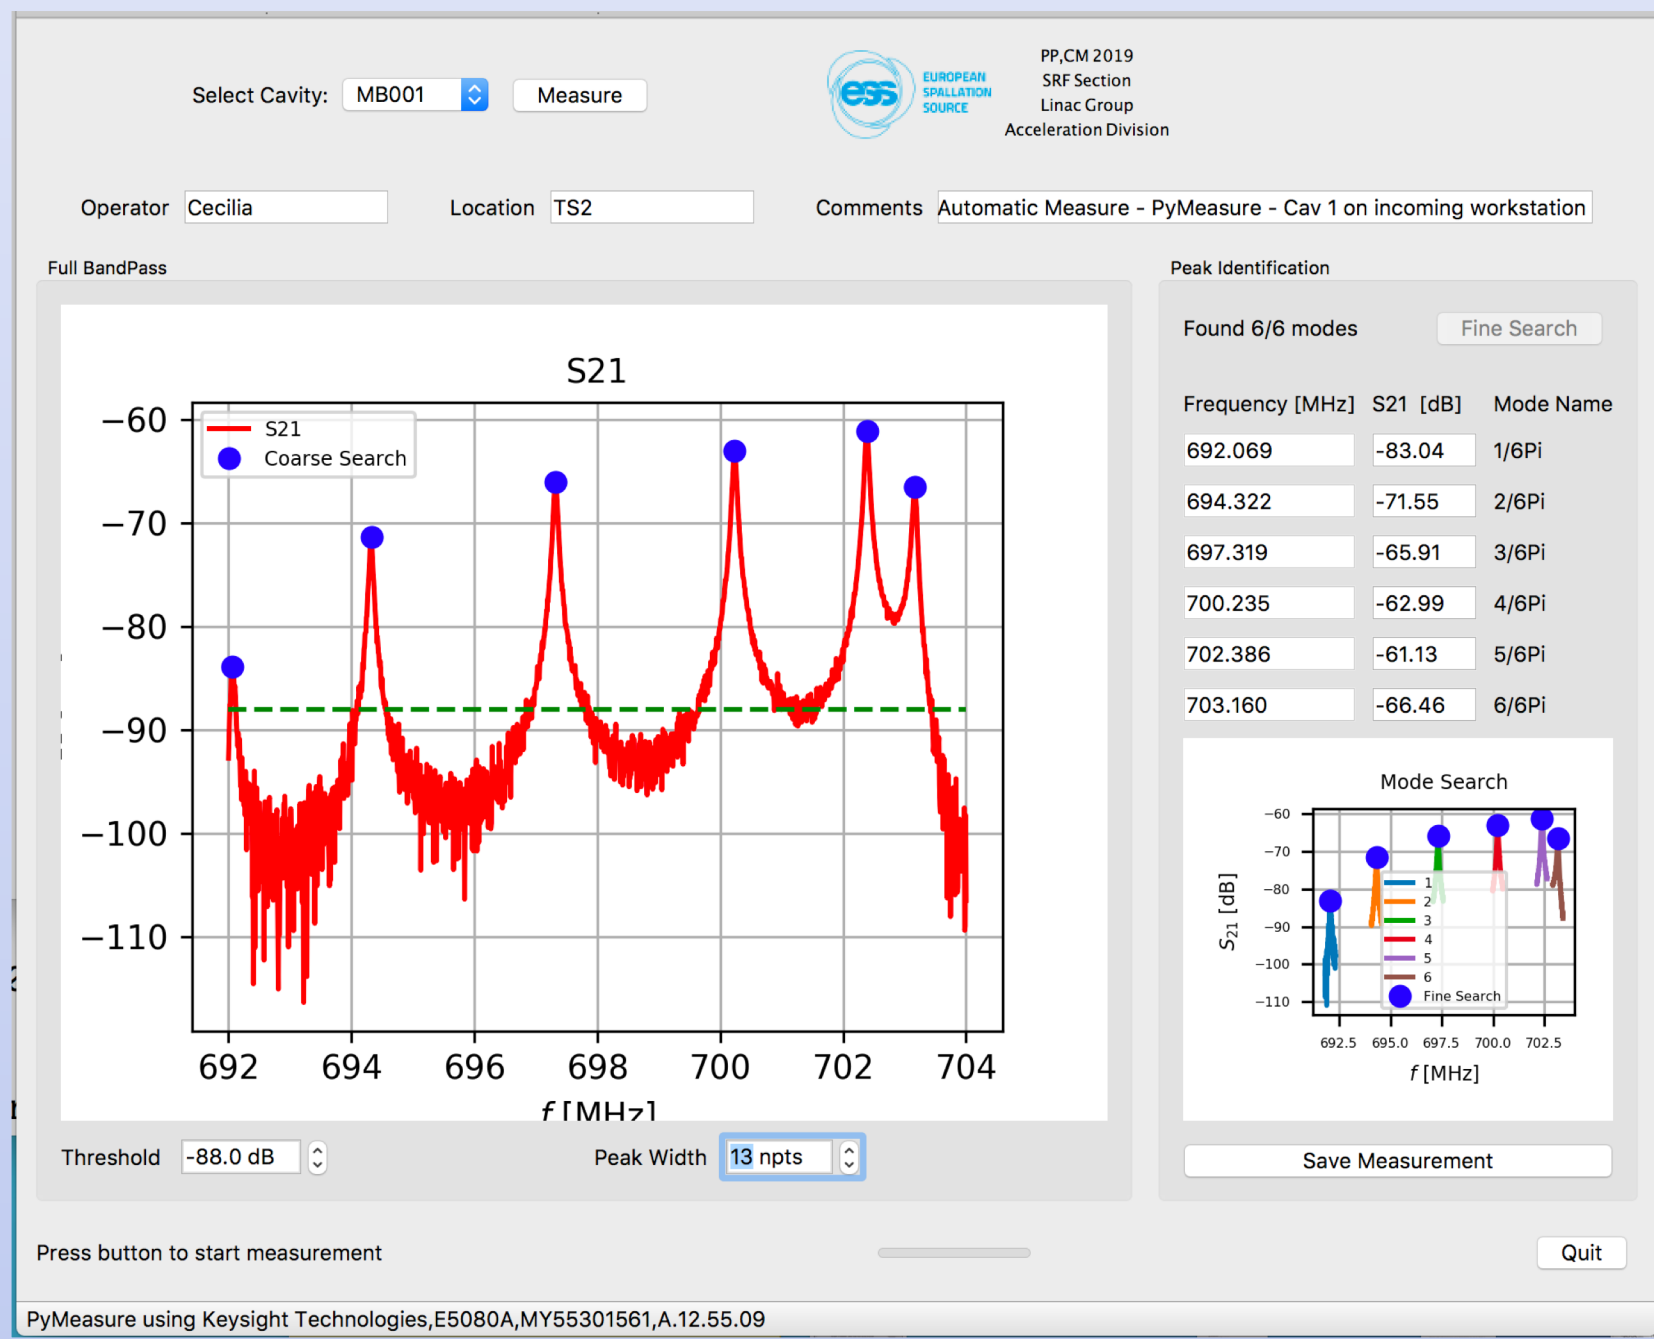 Select Cavity: MB001 Measure
ess EUROPEAN SPALLATION SOURCE
PP,CM 2019
SRF Section
Linac Group
Acceleration Division
Operator Cecilia Location TS2 Comments Automatic Measure - PyMeasure - Cav 1 on incoming workstation
Full BandPass
S21
S21
Coarse Search
−60
−70
−80
−90
−100
−110
692 694 696 698 700 702 704
f [MHz]
Threshold -88.0 dB Peak Width 13 npts
Peak Identification
Found 6/6 modes Fine Search
Frequency [MHz] S21 [dB] Mode Name
692.069 -83.04 1/6Pi
694.322 -71.55 2/6Pi
697.319 -65.91 3/6Pi
700.235 -62.99 4/6Pi
702.386 -61.13 5/6Pi
703.160 -66.46 6/6Pi
Mode Search
S21 [dB]
−60
−70
−80
−90
−100
−110
1
2
3
4
5
6
Fine Search
692.5 695.0 697.5 700.0 702.5
f [MHz]
Save Measurement
Press button to start measurement Quit
PyMeasure using Keysight Technologies,E5080A,MY55301561,A.12.55.09